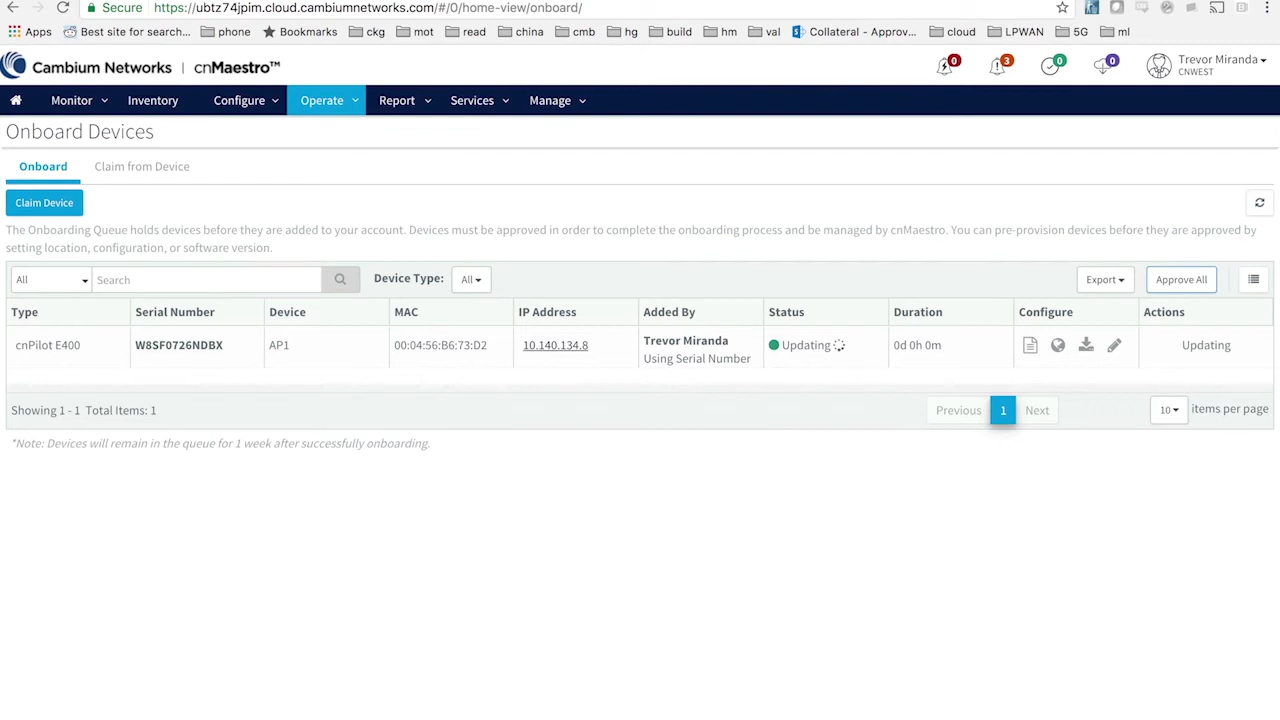 Secure https://ubtz74jpim.cloud.cambiumnetworks.com/#/0/home-view/onboard/
Apps Best site for search... phone Bookmarks ckg mot read china cmb hg build hm val Collateral - Approv... cloud LPWAN 5G ml
Cambium Networks | cnMaestro™ 0 3 0 0 Trevor Miranda
CNWEST
Monitor Inventory Configure Operate Report Services Manage
Onboard Devices
Onboard Claim from Device
Claim Device
The Onboarding Queue holds devices before they are added to your account. Devices must be approved in order to complete the onboarding process and be managed by cnMaestro. You can pre-provision devices before they are approved by
setting location, configuration, or software version.
All Search Device Type: All Export Approve All
Type Serial Number Device MAC IP Address Added By Status Duration Configure Actions
cnPilot E400 W8SF0726NDBX AP1 00:04:56:B6:73:D2 10.140.134.8 Trevor Miranda Updating 0d 0h 0m Updating
Using Serial Number
Showing 1 - 1 Total Items: 1 Previous 1 Next 10 items per page
*Note: Devices will remain in the queue for 1 week after successfully onboarding.